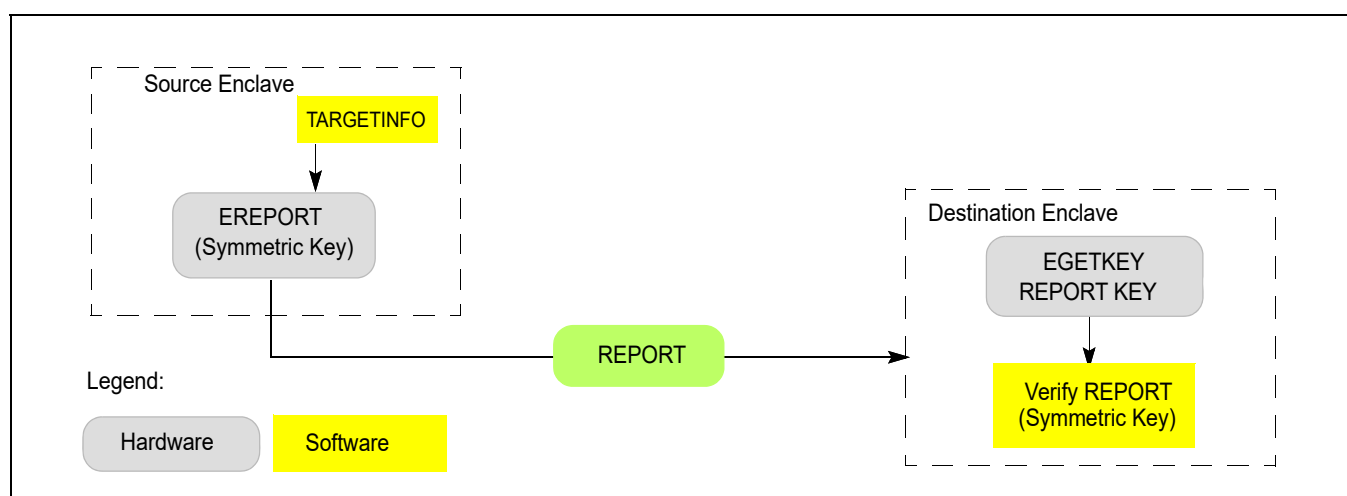 Source Enclave
TARGETINFO
EREPORT
(Symmetric Key)
Destination Enclave
EGETKEY
REPORT KEY
REPORT
Verify REPORT
(Symmetric Key)
Legend:
Hardware
Software